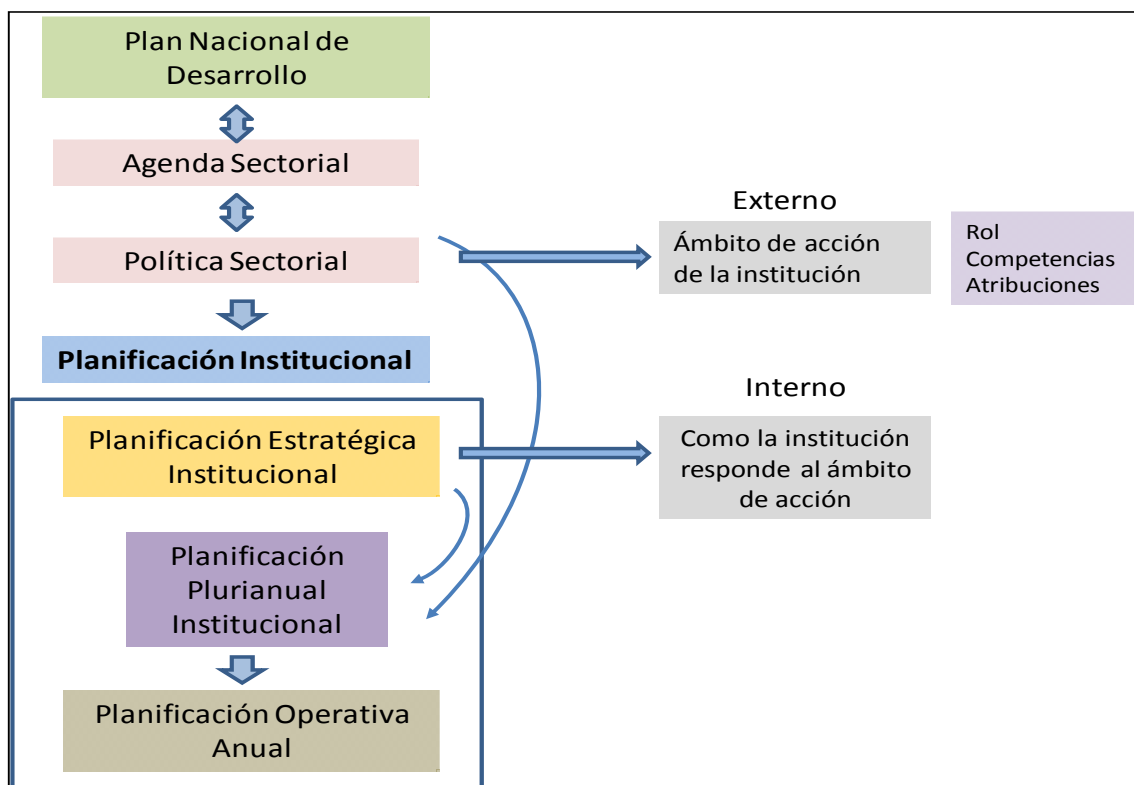 Plan Nacional de
Desarrollo
Agenda Sectorial
Política Sectorial
Planificación Institucional
Planificación Estratégica
Institucional
Planificación
Plurianual
Institucional
Planificación Operativa
Anual
Externo
Ámbito de acción
de la institución
Rol
Competencias
Atribuciones
Interno
Como la institución
responde al ámbito
de acción